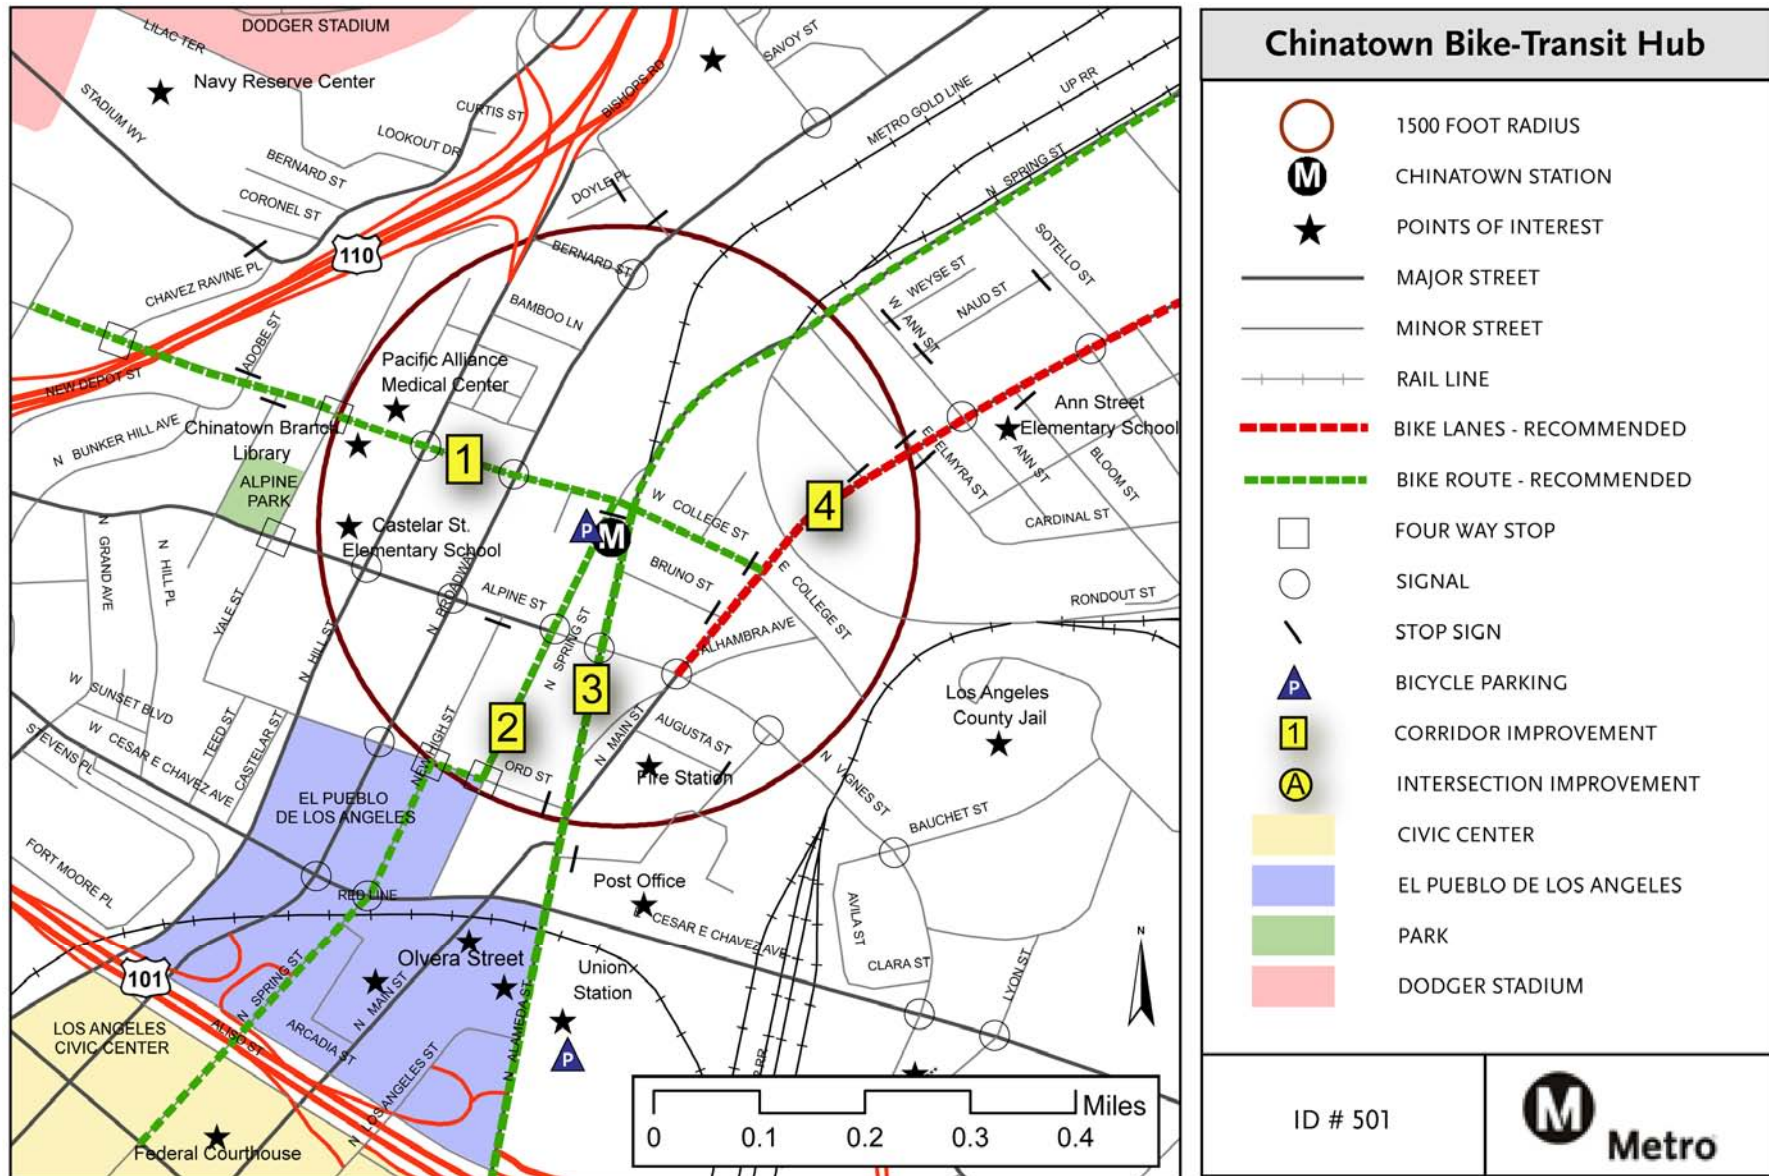 DODGER STADIUM
LILAC TER
Navy Reserve Center
STADIUM WY
CURTIS ST
LOOKOUT DR
BERNARD ST
CORONEL ST
BISHOPS RD
SAVOY ST
METRO GOLD LINE
UP RR
DOYLE PL
N SPRING ST
110
CHAVEZ RAVINE PL
BERNARD ST
BAMBOO LN
WEYSE ST
SOTELLO ST
NAUD ST
W ANN ST
ADOBE ST
NEW DEPOT ST
Pacific Alliance
Medical Center
N BUNKER HILL AVE
Chinatown Branch
Library
ALPINE
PARK
1
Ann Street
Elementary School
E ELMYRA ST
ANN ST
BLOOM ST
CARDINAL ST
4
W COLLEGE ST
P
M
Castelar St.
Elementary School
N GRAND AVE
N HILL PL
YALE ST
N HILL ST
N BROADWAY
ALPINE ST
BRUNO ST
E COLLEGE ST
RONDOUT ST
ALHAMBRA AVE
N SPRING ST
3
2
W SUNSET BLVD
W CESAR E CHAVEZ AVE
STEVENS PL
TEED ST
CASTELAR ST
NEW HIGH ST
ORD ST
N MAIN ST
AUGUSTA ST
Fire Station
N VIGNES ST
Los Angeles
County Jail
BAUCHET ST
EL PUEBLO
DE LOS ANGELES
FORT MOORE PL
RED LINE
Post Office
E CESAR E CHAVEZ AVE
AVILA ST
CLARA ST
LYON ST
Olvera Street
Union
Station
101
N SPRING ST
N MAIN ST
N ALAMEDA ST
LOS ANGELES
CIVIC CENTER
ALISO ST
ARCADIA ST
N LOS ANGELES ST
P
RR
Federal Courthouse
N
Miles
0 0.1 0.2 0.3 0.4
Chinatown Bike-Transit Hub
1500 FOOT RADIUS
M CHINATOWN STATION
POINTS OF INTEREST
MAJOR STREET
MINOR STREET
RAIL LINE
BIKE LANES - RECOMMENDED
BIKE ROUTE - RECOMMENDED
FOUR WAY STOP
SIGNAL
STOP SIGN
P BICYCLE PARKING
1 CORRIDOR IMPROVEMENT
A INTERSECTION IMPROVEMENT
CIVIC CENTER
EL PUEBLO DE LOS ANGELES
PARK
DODGER STADIUM
ID # 501
M Metro